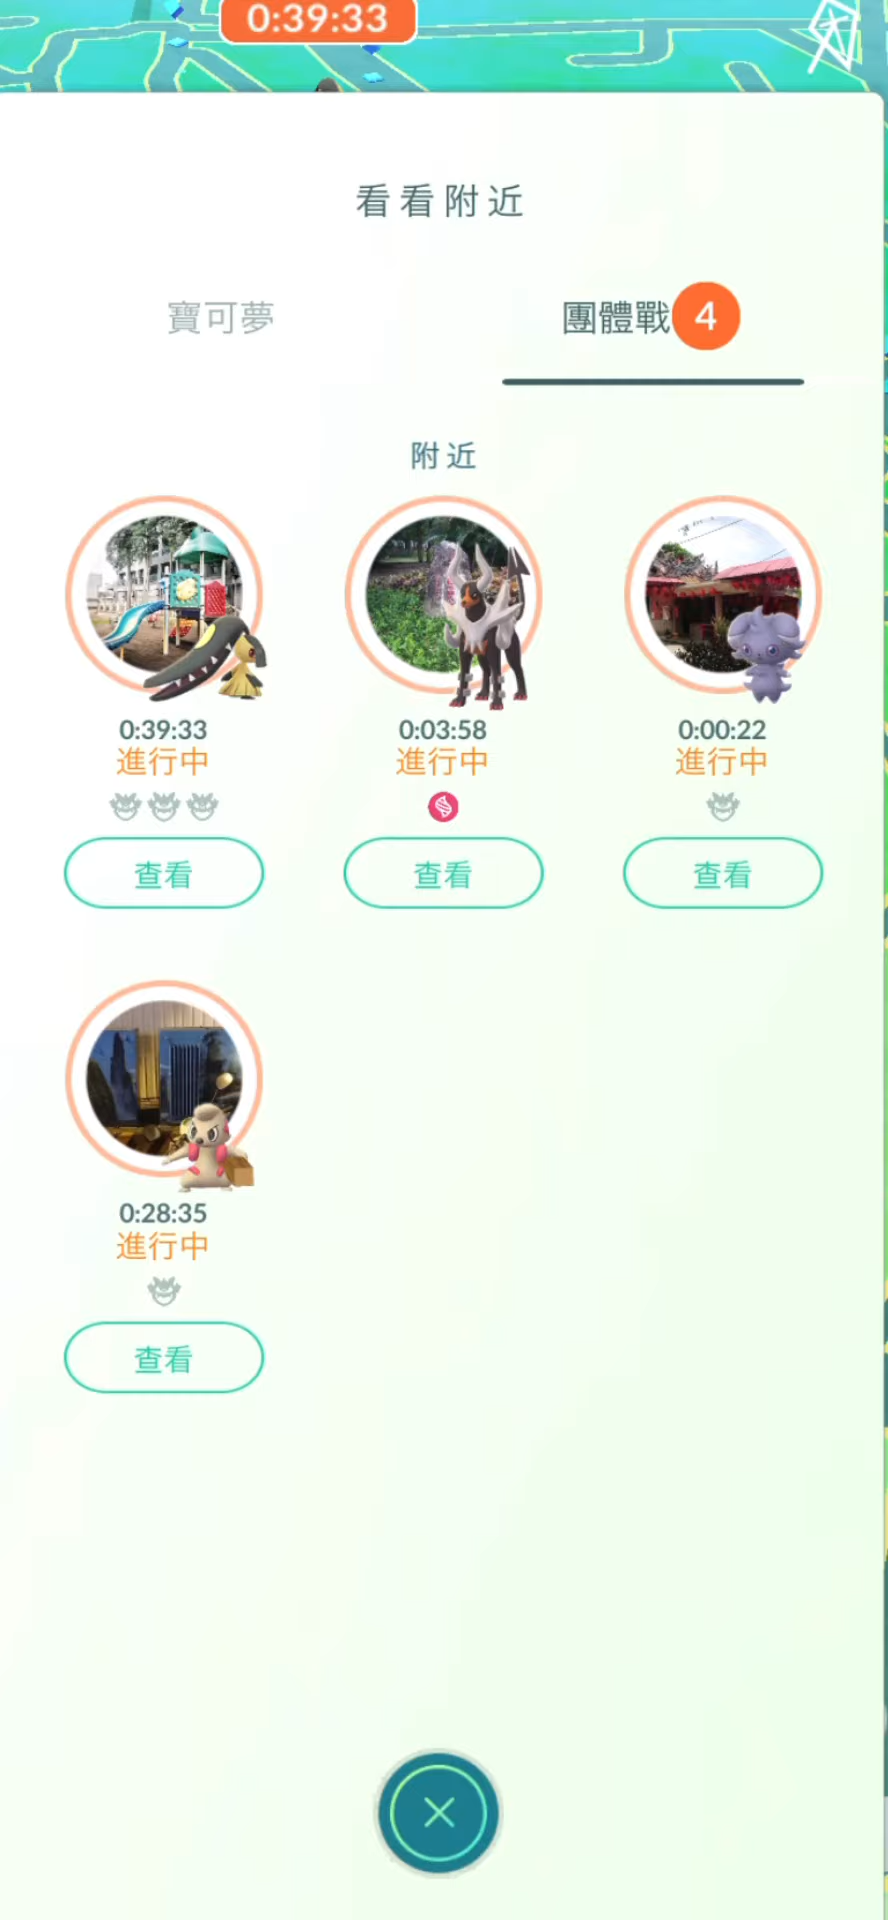 0:39:33
看看附近
寶可夢
團體戰 4
附近
0:39:33
進行中
查看
0:03:58
進行中
查看
0:00:22
進行中
查看
0:28:35
進行中
查看